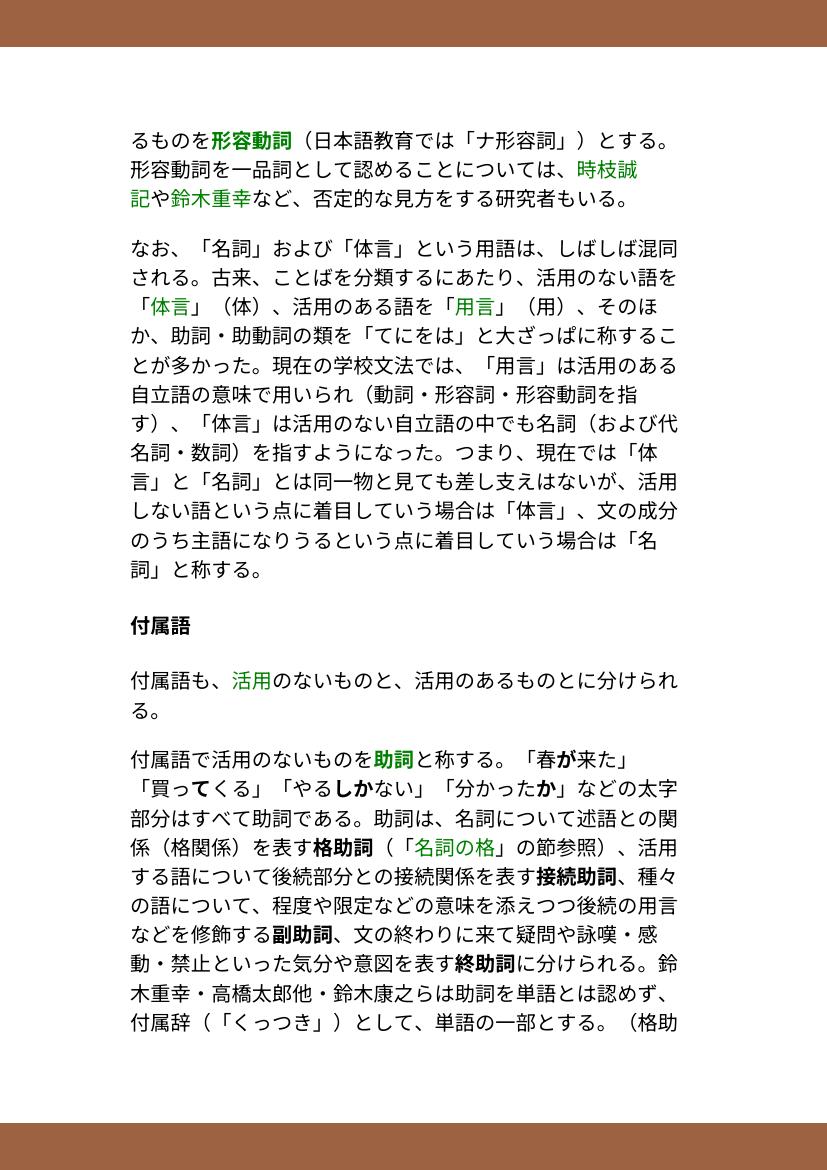 るものを形容動詞（日本語教育では「ナ形容詞」）とする。
形容動詞を一品詞として認めることについては、時枝誠
記や鈴木重幸など、否定的な見方をする研究者もいる。
なお、「名詞」および「体言」という用語は、しばしば混同
される。古来、ことばを分類するにあたり、活用のない語を
「体言」（体）、活用のある語を「用言」（用）、そのほ
か、助詞・助動詞の類を「てにをは」と大ざっぱに称するこ
とが多かった。現在の学校文法では、「用言」は活用のある
自立語の意味で用いられ（動詞・形容詞・形容動詞を指
す）、「体言」は活用のない自立語の中でも名詞（および代
名詞・数詞）を指すようになった。つまり、現在では「体
言」と「名詞」とは同一物と見ても差し支えはないが、活用
しない語という点に着目していう場合は「体言」、文の成分
のうち主語になりうるという点に着目していう場合は「名
詞」と称する。
付属語
付属語も、活用のないものと、活用のあるものとに分けられ
る。
付属語で活用のないものを助詞と称する。「春が来た」
「買ってくる」「やるしかない」「分かったか」などの太字
部分はすべて助詞である。助詞は、名詞について述語との関
係（格関係）を表す格助詞（「名詞の格」の節参照）、活用
する語について後続部分との接続関係を表す接続助詞、種々
の語について、程度や限定などの意味を添えつつ後続の用言
などを修飾する副助詞、文の終わりに来て疑問や詠嘆・感
動・禁止といった気分や意図を表す終助詞に分けられる。鈴
木重幸・高橋太郎他・鈴木康之らは助詞を単語とは認めず、
付属辞（「くっつき」）として、単語の一部とする。（格助